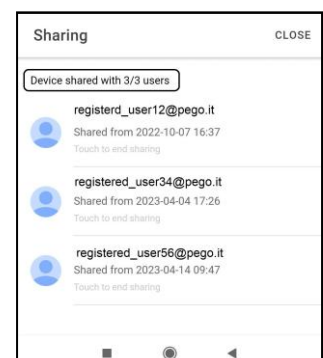 Sharing CLOSE
Device shared with 3/3 users
registerd_user12@pego.it
Shared from 2022-10-07 16:37
Touch to end sharing
registered_user34@pego.it
Shared from 2023-04-04 17:26
Touch to end sharing
registered_user56@pego.it
Shared from 2023-04-14 09:47
Touch to end sharing